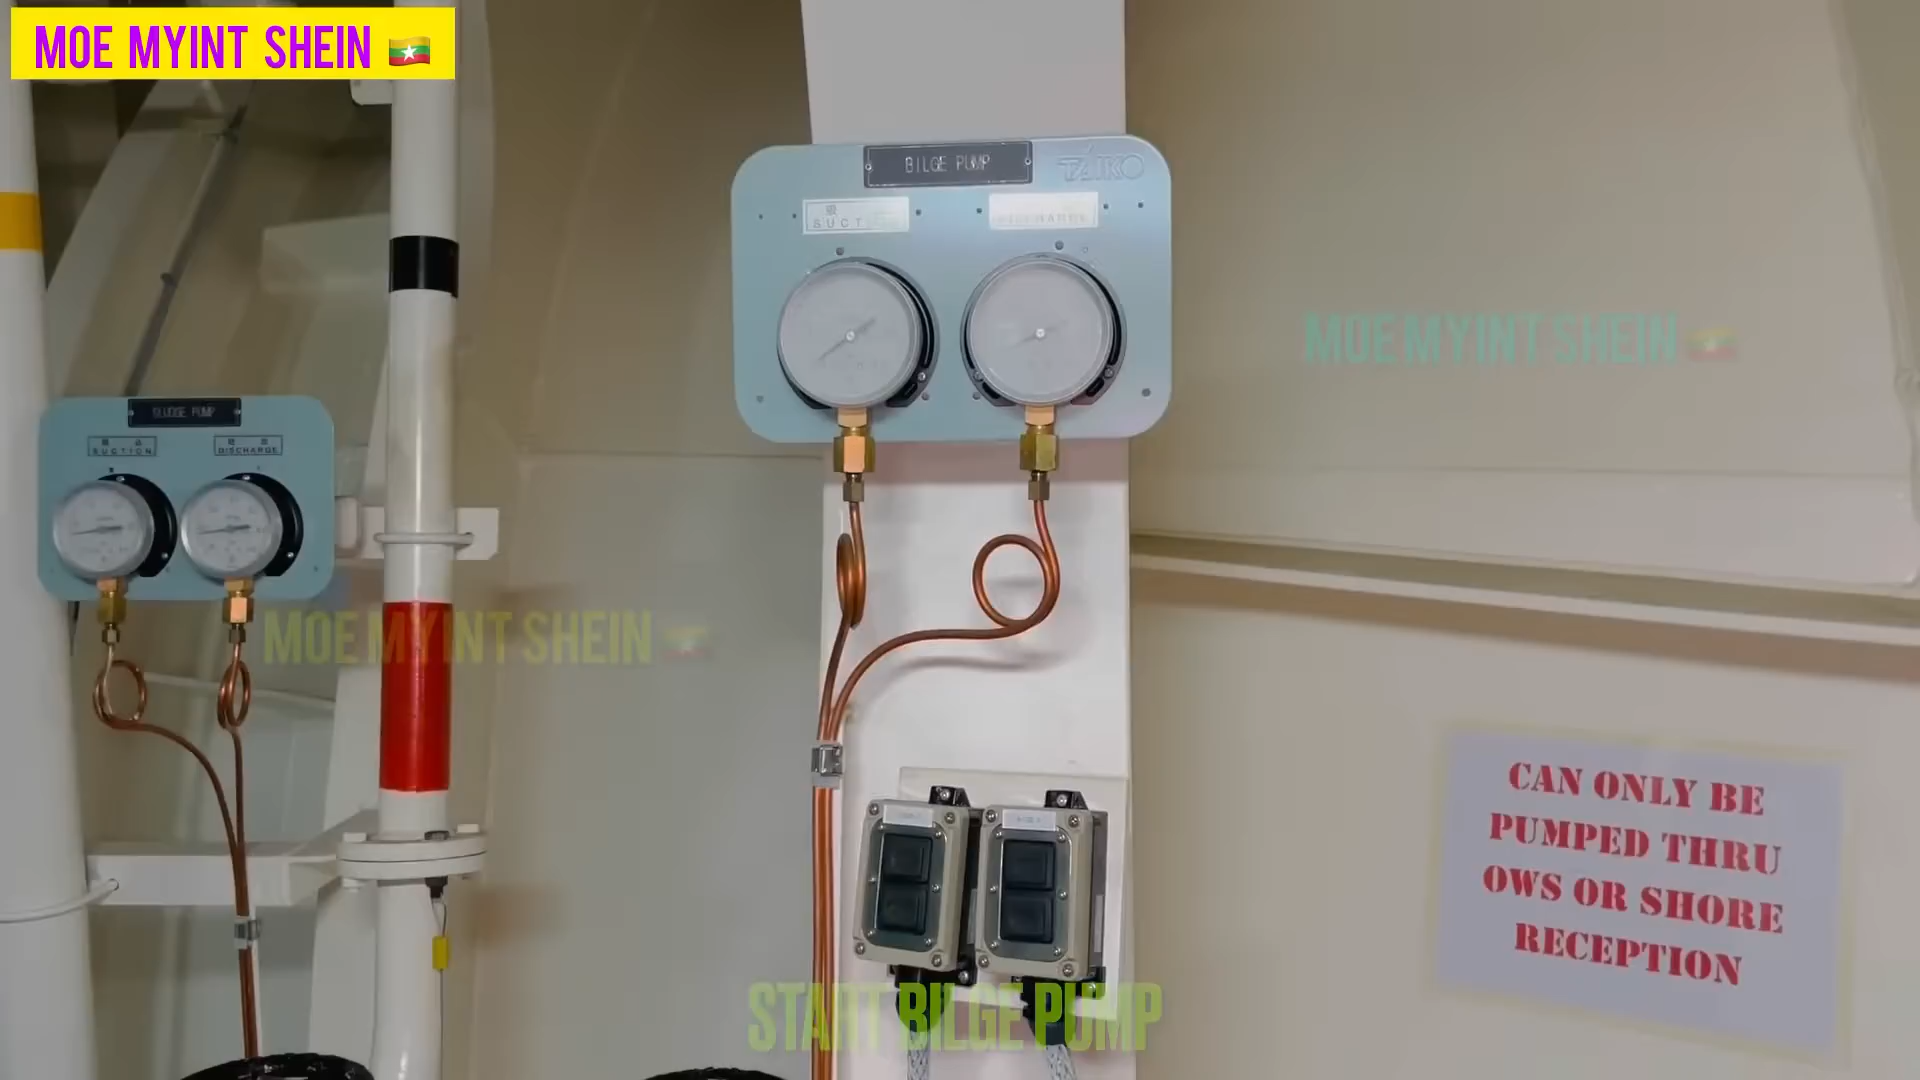 MOE MYINT SHEIN 🇲🇲
BILGE PUMP
TAIKO
SUCT
DISCHARGE
MOE MYINT SHEIN
SLUDGE PUMP
SUCTION
DISCHARGE
MOE MYINT SHEIN
CAN ONLY BE
PUMPED THRU
OWS OR SHORE
RECEPTION
START BILGE PUMP